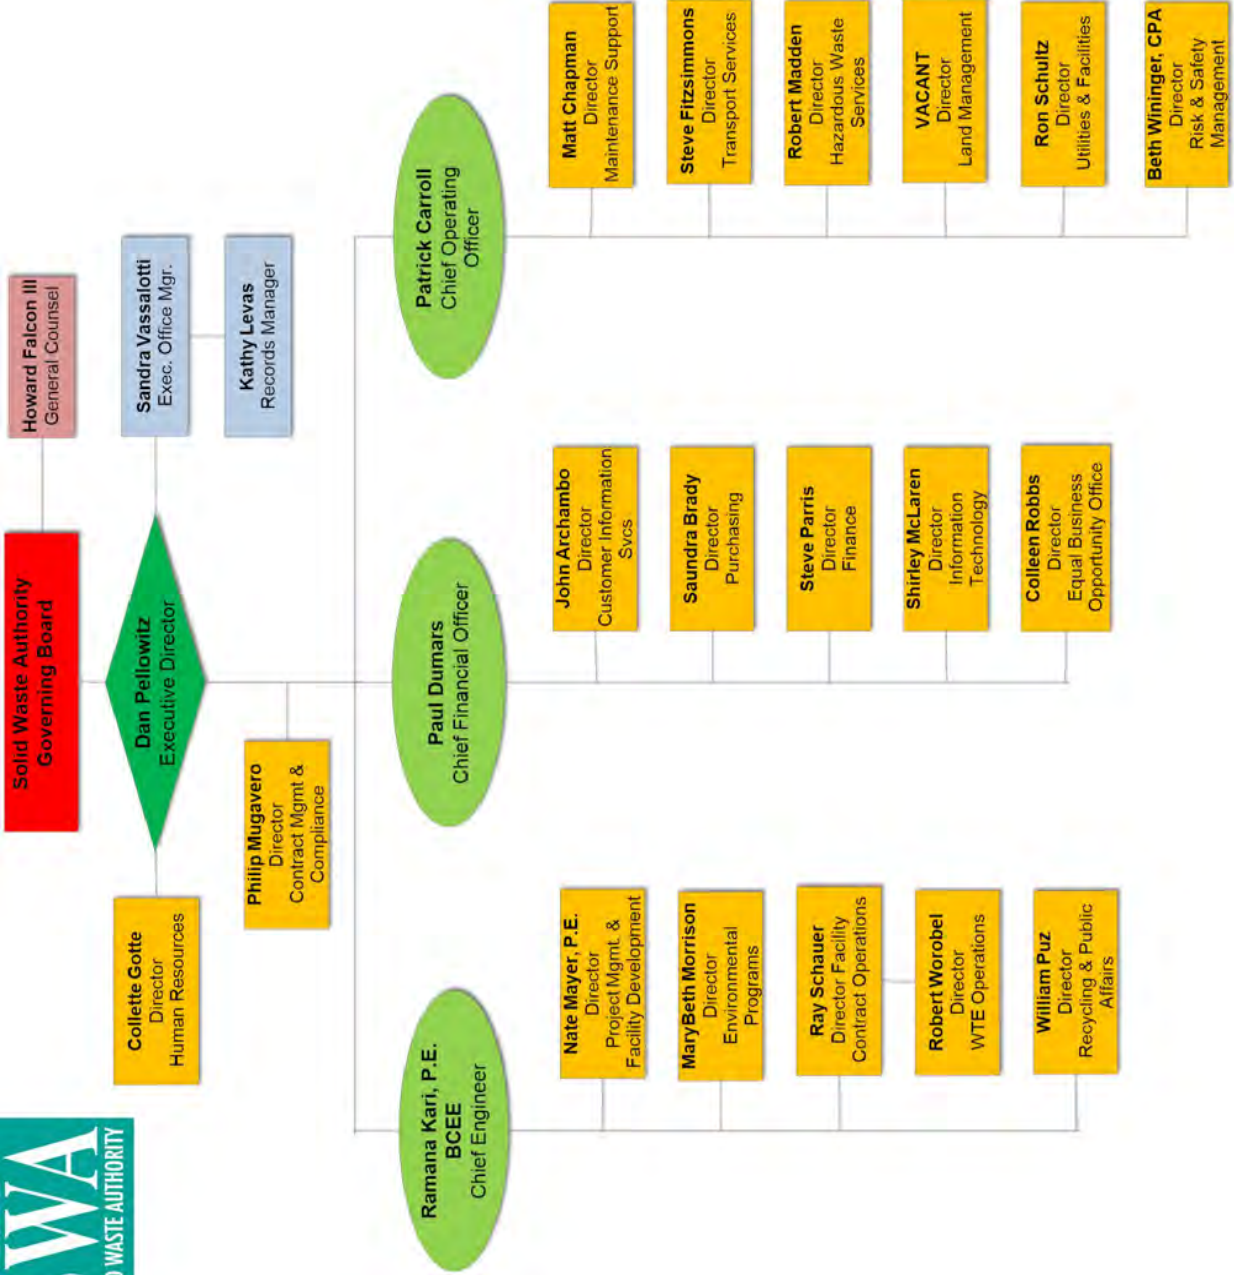 WA
WASTE AUTHORITY
Solid Waste Authority
Governing Board
Howard Falcon III
General Counsel
Collette Gotte
Director
Human Resources
Dan Pellowitz
Executive Director
Sandra Vassalotti
Exec. Office Mgr.
Kathy Levas
Records Manager
Philip Mugavero
Director
Contract Mgmt &
Compliance
Ramana Kari, P.E.
BCEE
Chief Engineer
Nate Mayer, P.E.
Director
Project Mgmt. &
Facility Development
MaryBeth Morrison
Director
Environmental
Programs
Ray Schauer
Director Facility
Contract Operations
Robert Worobel
Director
WTE Operations
William Puz
Director
Recycling & Public
Affairs
Paul Dumars
Chief Financial Officer
John Archambo
Director
Customer Information
Svcs
Saundra Brady
Director
Purchasing
Steve Parris
Director
Finance
Shirley McLaren
Director
Information
Technology
Colleen Robbs
Director
Equal Business
Opportunity Office
Patrick Carroll
Chief Operating
Officer
Matt Chapman
Director
Maintenance Support
Steve Fitzsimmons
Director
Transport Services
Robert Madden
Director
Hazardous Waste
Services
VACANT
Director
Land Management
Ron Schultz
Director
Utilities & Facilities
Beth Wininger, CPA
Director
Risk & Safety
Management